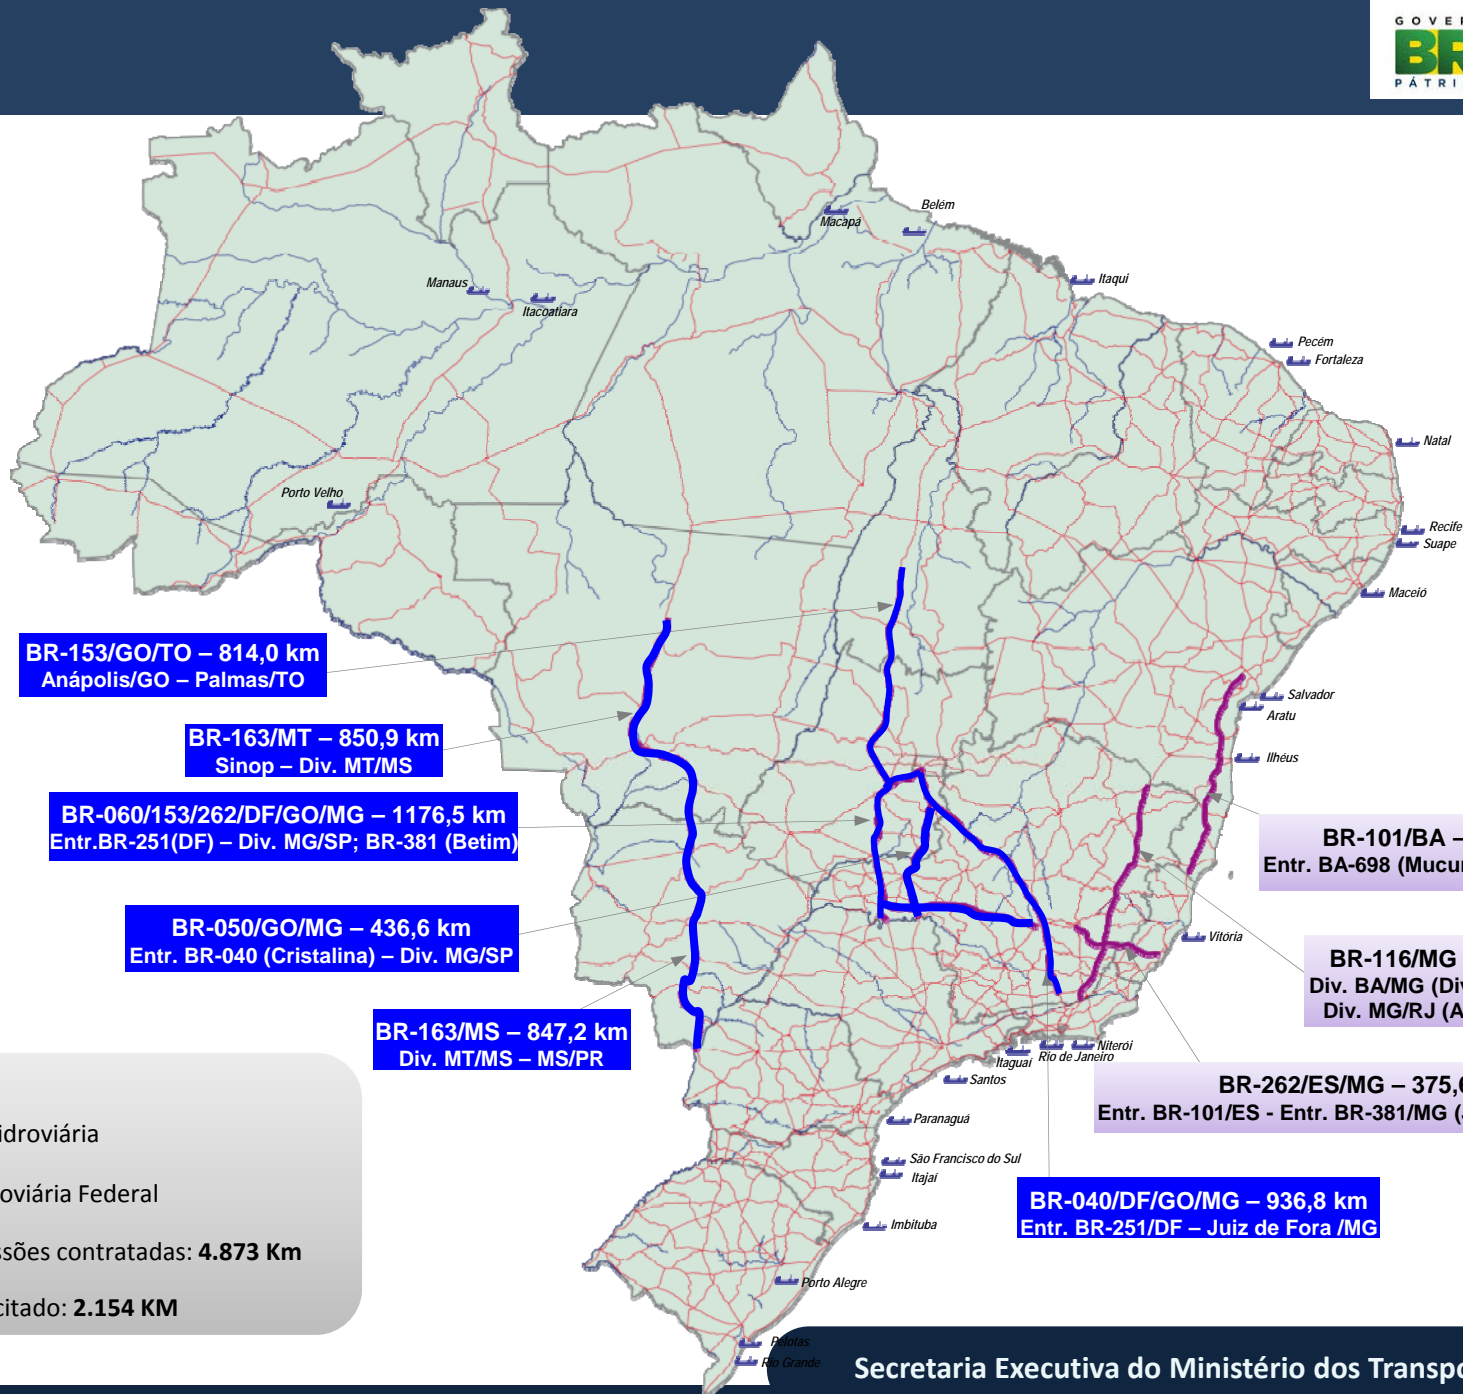 GOVER
BR
PÁTRI
Belém
Macapá
Manaus
Itacoatiara
Itaqui
Pecém
Fortaleza
Natal
Porto Velho
Recife
Suape
Maceió
BR-153/GO/TO – 814,0 km
Anápolis/GO – Palmas/TO
Salvador
Aratu
BR-163/MT – 850,9 km
Sinop – Div. MT/MS
Ilhéus
BR-060/153/262/DF/GO/MG – 1176,5 km
Entr.BR-251(DF) – Div. MG/SP; BR-381 (Betim)
BR-101/BA –
Entr. BA-698 (Mucur
BR-050/GO/MG – 436,6 km
Entr. BR-040 (Cristalina) – Div. MG/SP
Vitória
BR-116/MG
Div. BA/MG (Div
Div. MG/RJ (A
BR-163/MS – 847,2 km
Div. MT/MS – MS/PR
Niterói
Rio de Janeiro
Itaguaí
Santos
BR-262/ES/MG – 375,6
Entr. BR-101/ES - Entr. BR-381/MG (J
Paranaguá
São Francisco do Sul
Itajaí
BR-040/DF/GO/MG – 936,8 km
Entr. BR-251/DF – Juiz de Fora /MG
Imbituba
Porto Alegre
idroviária
oviária Federal
ssões contratadas: 4.873 Km
citado: 2.154 KM
Pelotas
Rio Grande
Secretaria Executiva do Ministério dos Transpo